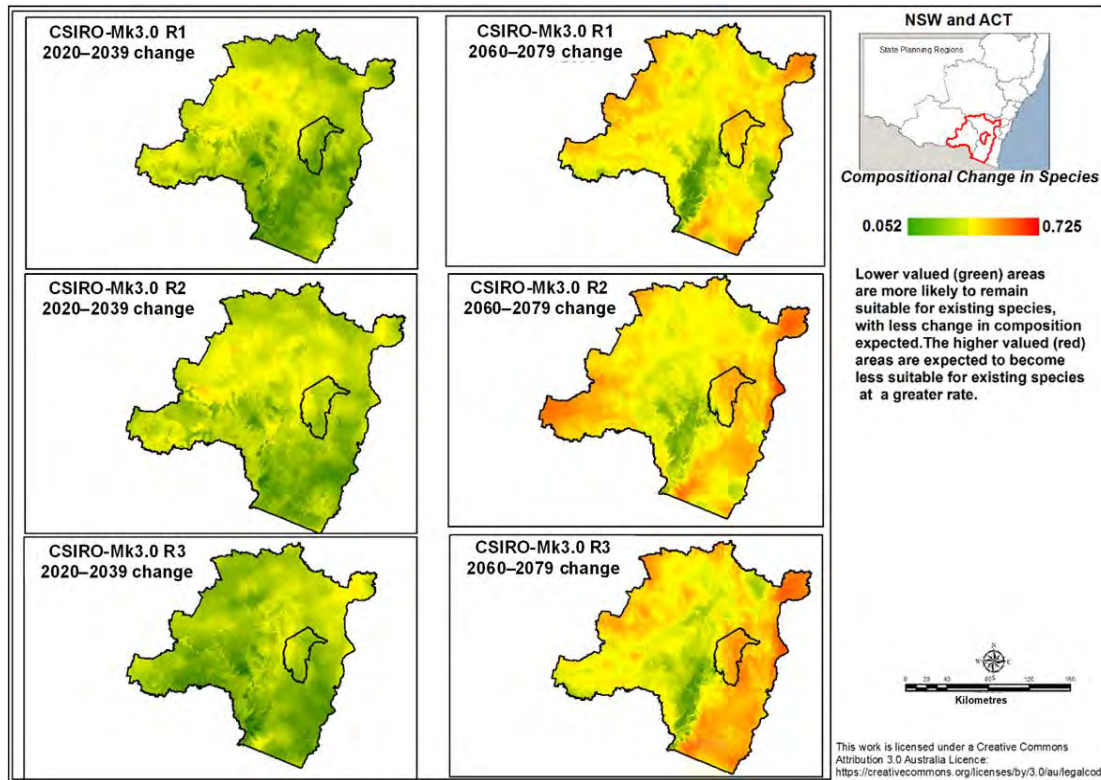 CSIRO-Mk3.0 R1
2020–2039 change
CSIRO-Mk3.0 R1
2060–2079 change
CSIRO-Mk3.0 R2
2020–2039 change
CSIRO-Mk3.0 R2
2060–2079 change
CSIRO-Mk3.0 R3
2020–2039 change
CSIRO-Mk3.0 R3
2060–2079 change
NSW and ACT
State Planning Regions
Compositional Change in Species
0.052 0.725
Lower valued (green) areas
are more likely to remain
suitable for existing species,
with less change in composition
expected.The higher valued (red)
areas are expected to become
less suitable for existing species
at a greater rate.
N
W E
S
0 20 40 80 120 160
Kilometres
This work is licensed under a Creative Commons
Attribution 3.0 Australia Licence:
https://creativecommons.org/licenses/by/3.0/au/legalcod